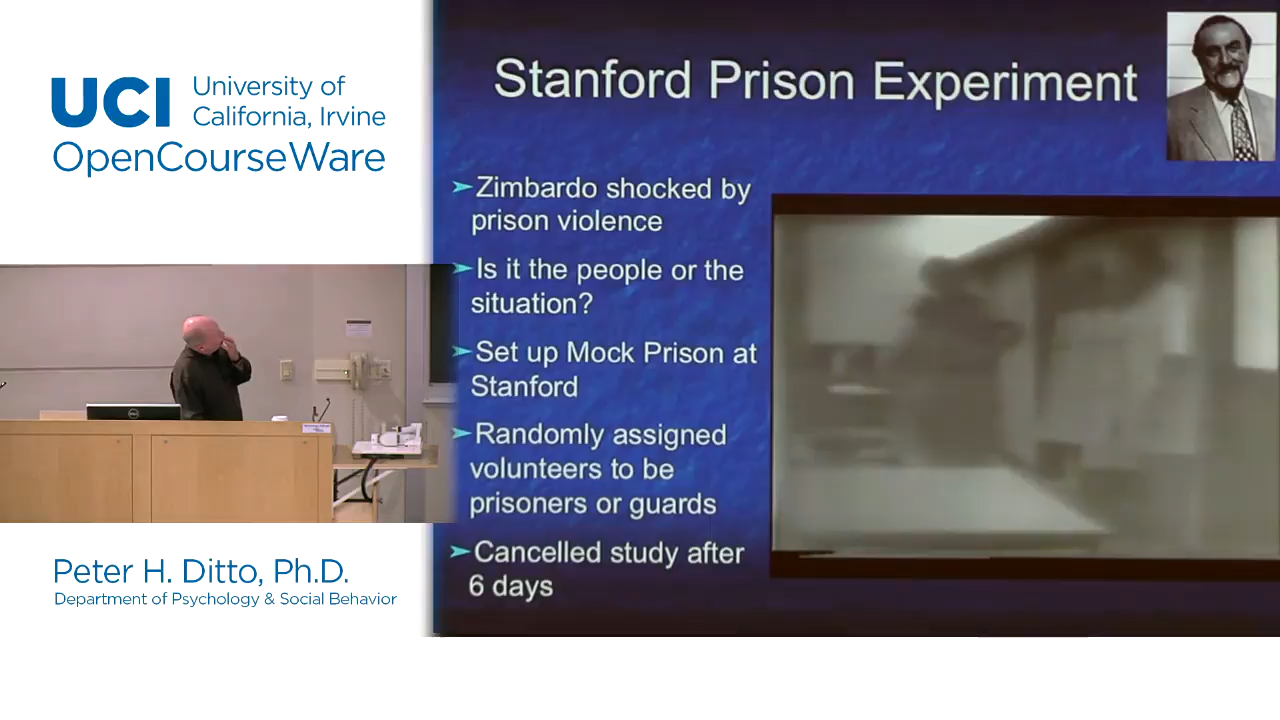 UCI University of
California, Irvine
OpenCourseWare
Peter H. Ditto, Ph.D.
Department of Psychology & Social Behavior
Stanford Prison Experiment
➢Zimbardo shocked by
prison violence
➢Is it the people or the
situation?
➢Set up Mock Prison at
Stanford
➢Randomly assigned
volunteers to be
prisoners or guards
➢Cancelled study after
6 days
DELL